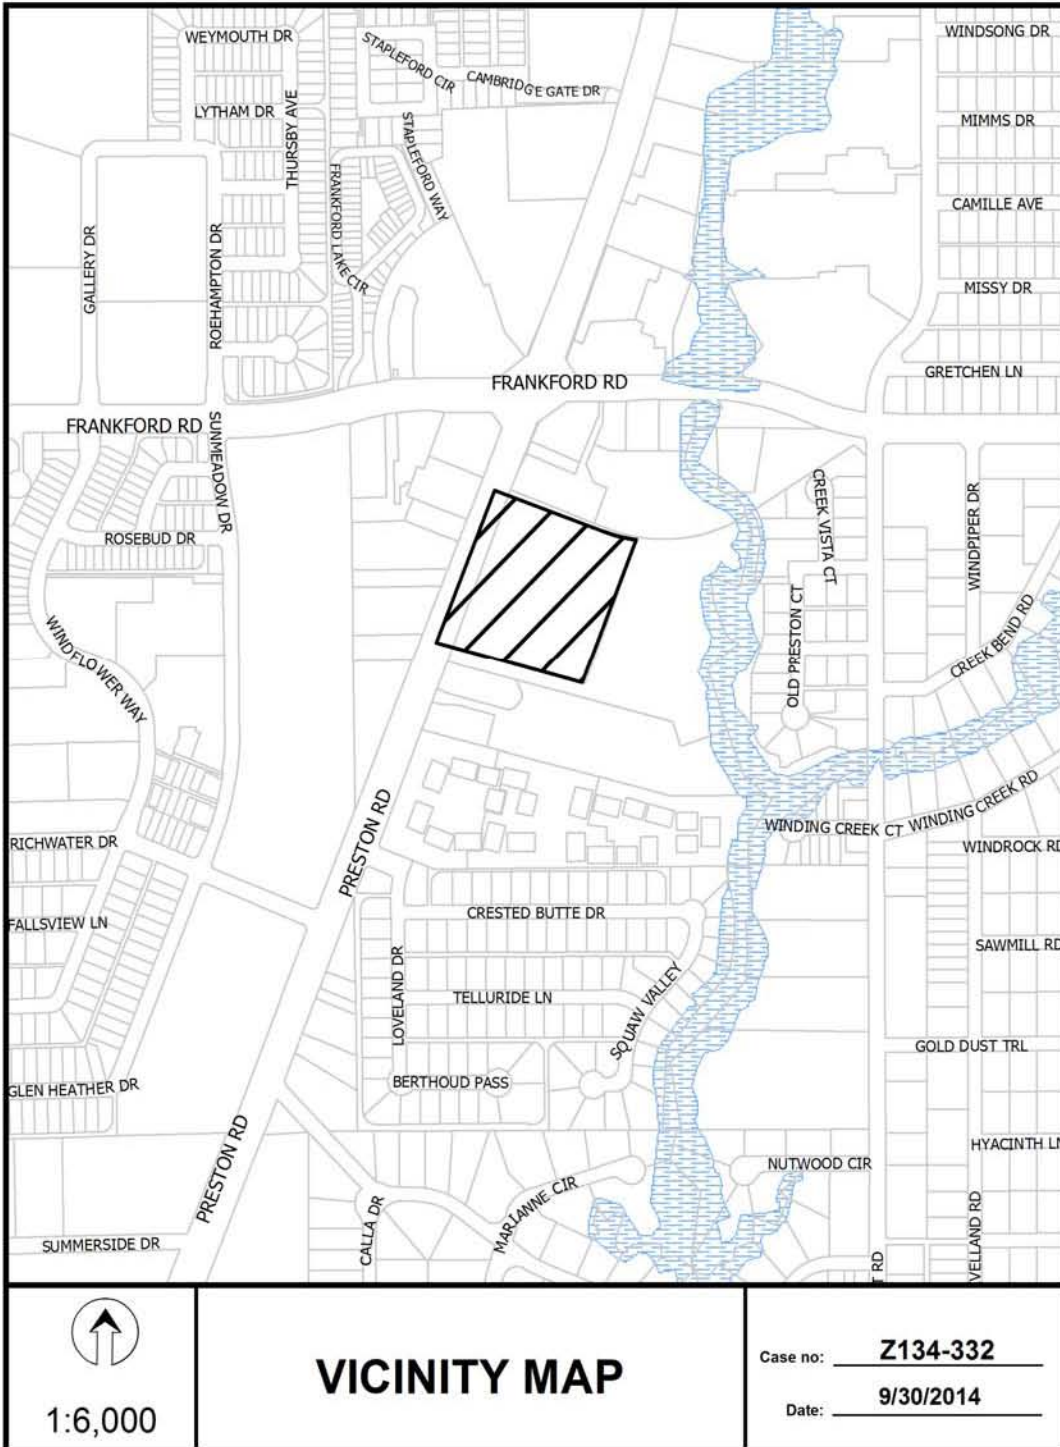 WEYMOUTH DR
STAPLEFORD CIR
WINDSONG DR
CAMBRIDGE GATE DR
LYTHAM DR
THURSBY AVE
STAPLEFORD WAY
MIMMS DR
FRANKFORD LAKE CIR
CAMILLE AVE
GALLERY DR
ROEHAMPTON DR
MISSY DR
GRETCHEN LN
FRANKFORD RD
FRANKFORD RD
SUNMEADOW DR
CREEK VISTA CT
WINDPIPER DR
ROSEBUD DR
OLD PRESTON CT
CREEK BEND RD
WINDFLOWER WAY
PRESTON RD
WINDING CREEK CT
WINDING CREEK RD
RICHWATER DR
WINDROCK RD
FALLSVIEW LN
CRESTED BUTTE DR
SAWMILL RD
LOVELAND DR
TELLURIDE LN
SQUAW VALLEY
GOLD DUST TRL
GLEN HEATHER DR
BERTHOUD PASS
HYACINTH LN
PRESTON RD
NUTWOOD CIR
CALLA DR
MARIANNE CIR
SUMMERSIDE DR
T RD
VELLAND RD
1:6,000
VICINITY MAP
Case no: Z134-332
Date: 9/30/2014